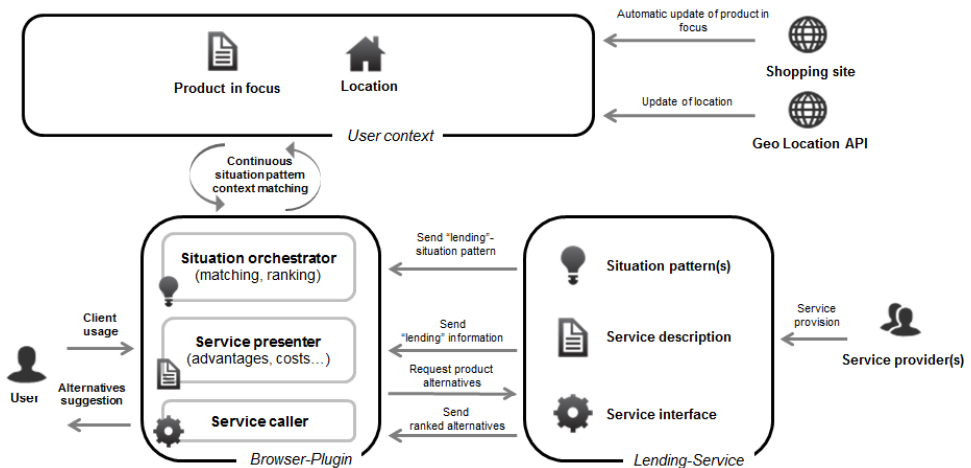 Automatic update of product in
focus
Shopping site
Product in focus
Location
Update of location
User context
Geo Location API
Continuous
situation pattern
context matching
Situation orchestrator
(matching, ranking)
Send “lending”-
situation pattern
Situation pattern(s)
Client
usage
Service presenter
(advantages, costs…)
Send
“lending” information
Service description
Service
provision
Service provider(s)
User
Alternatives
suggestion
Request product
alternatives
Service caller
Send
ranked alternatives
Service interface
Browser-Plugin
Lending-Service